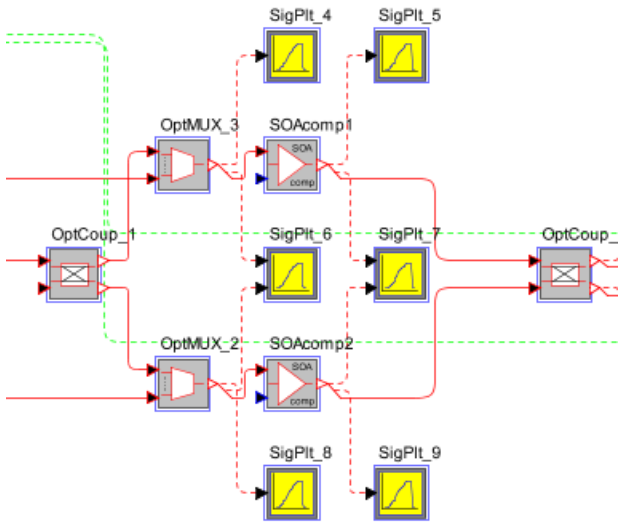 SigPlt_4
SigPlt_5
OptMUX_3
SOAcomp1
SOA
comp
OptCoup_1
SigPlt_6
SigPlt_7
OptCoup_
OptMUX_2
SOAcomp2
SOA
comp
SigPlt_8
SigPlt_9